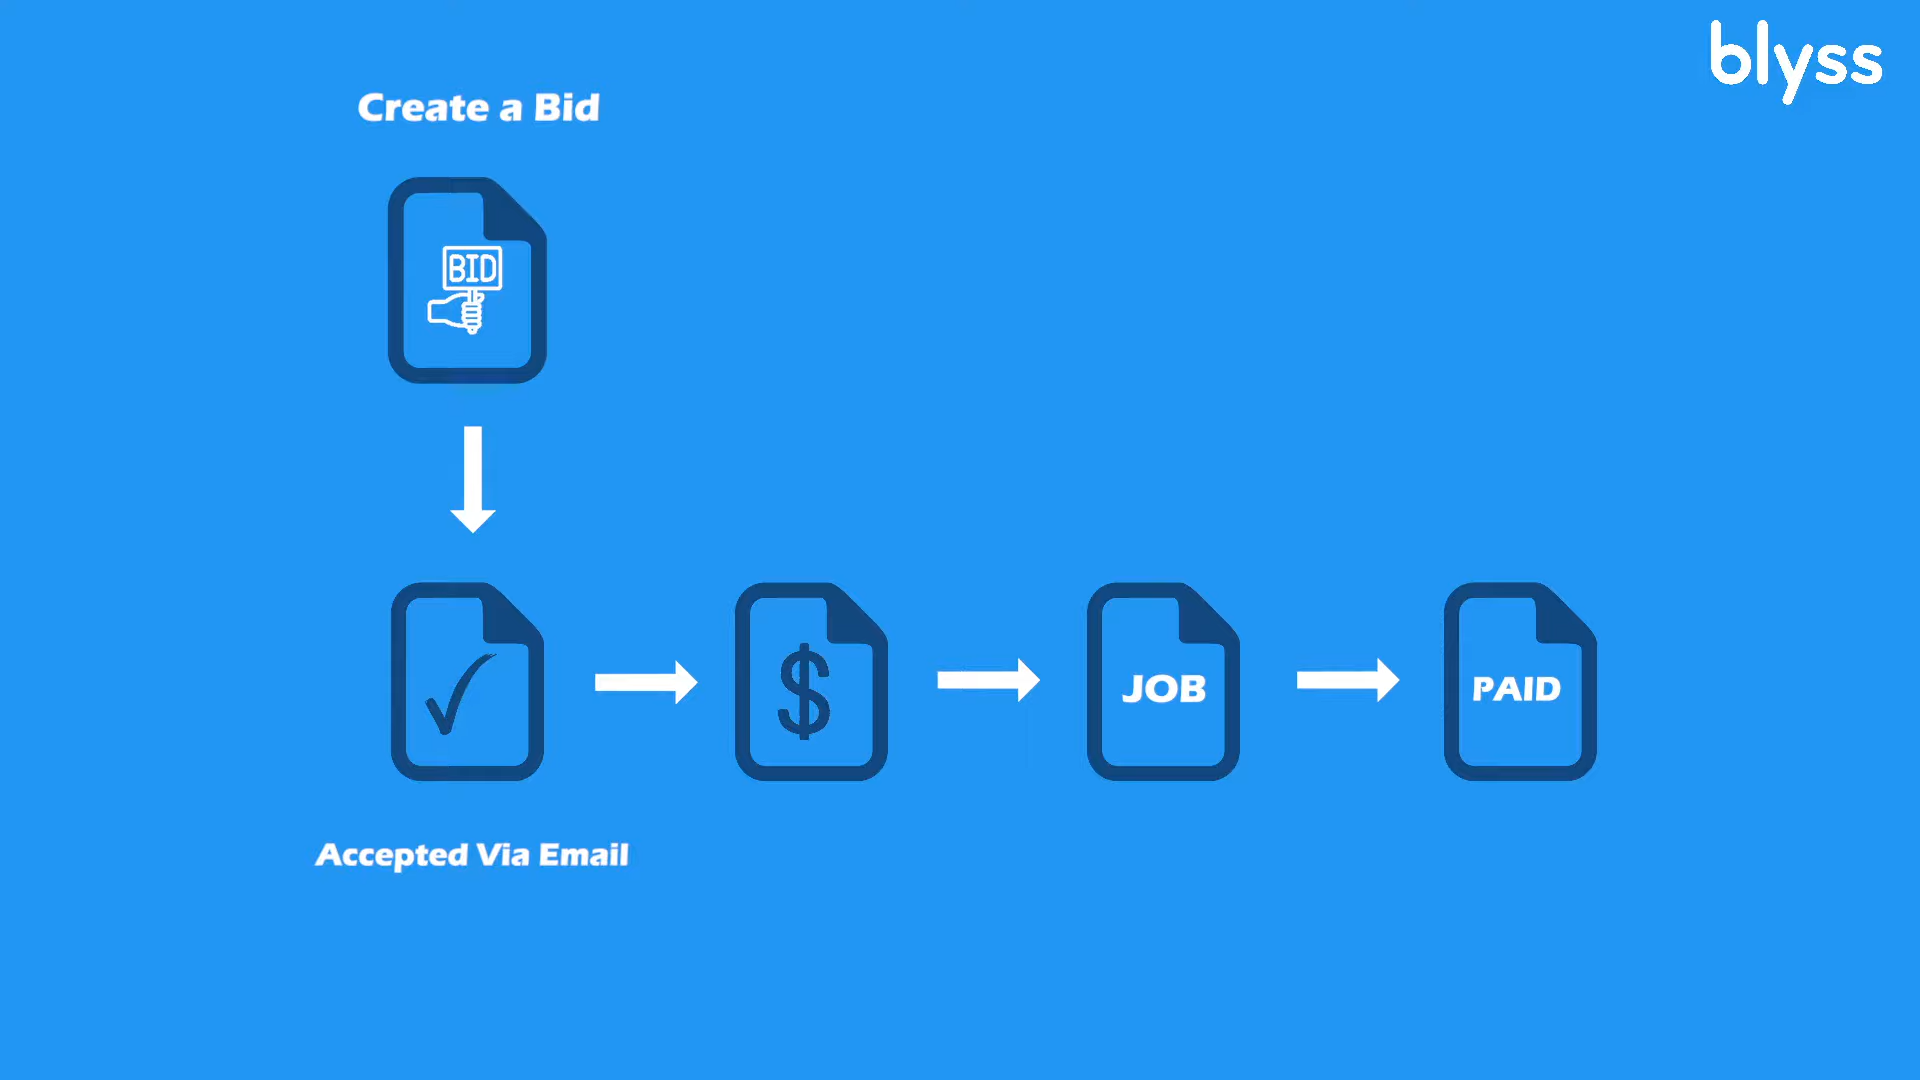 blyss
Create a Bid
BID
$
JOB
PAID
Accepted Via Email